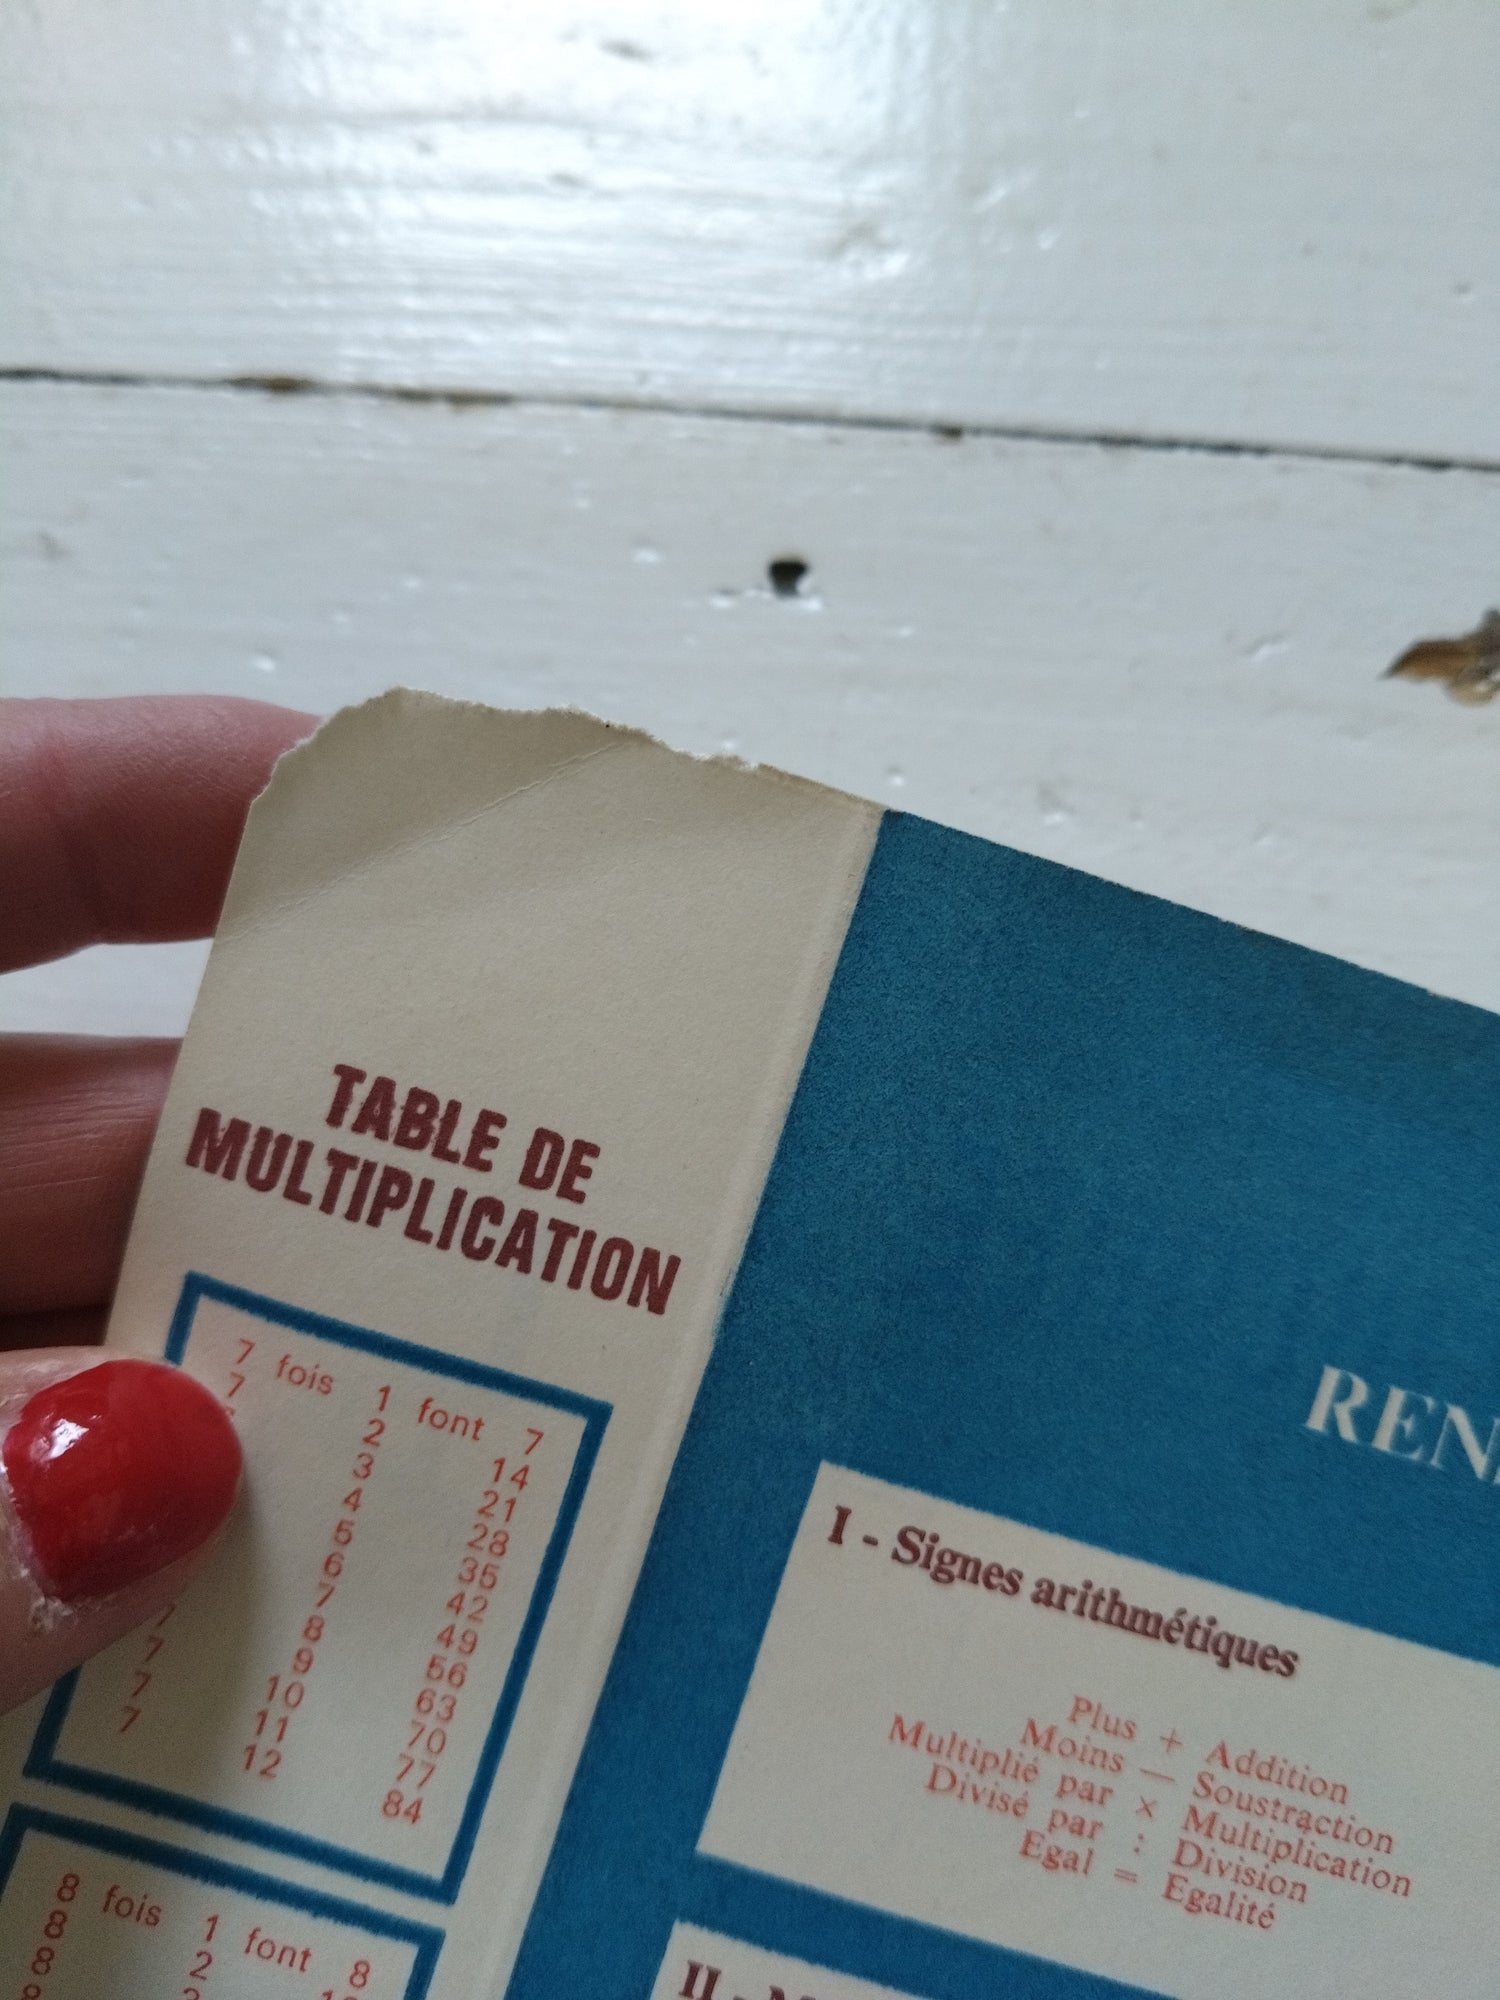 TABLE DE
MULTIPLICATION
7 fois 1 font 7
7 2 14
3 21
4 28
5 35
6 42
7 49
7 8 56
7 9 63
7 10 70
7 11 77
12 84
8 fois 1 font 8
8 2
8
I - Signes arithmétiques
Plus + Addition
Moins — Soustraction
Multiplié par × Multiplication
Divisé par : Division
Egal = Egalité
II -